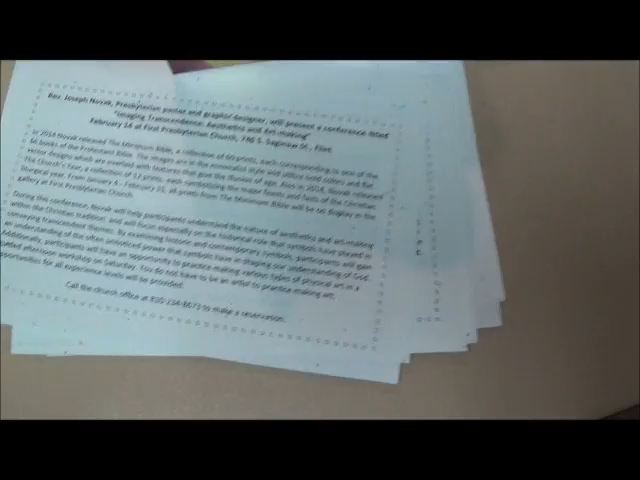 Rev. Joseph Novak, Presbyterian pastor and graphic designer, will present a conference titled
"Imaging Transcendence: Aesthetics and Art-making"
February 16 at First Presbyterian Church, 746 S. Saginaw St., Flint.
In 2014 Novak released The Minimum Bible, a collection of 66 prints, each corresponding to one of the
66 books of the Protestant Bible. The images are in the minimalist style and utilize bold colors and flat
vector designs which are overlaid with textures that give the illusion of age. Also in 2014, Novak released
The Church's Year, a collection of 12 prints, each symbolizing the major feasts and fasts of the Christian
liturgical year. From January 6 - February 10, all prints from The Minimum Bible will be on display in the
gallery at First Presbyterian Church.
During this conference, Novak will help participants understand the nature of aesthetics and art-making
within the Christian tradition, and will focus especially on the historical role that symbols have played in
conveying transcendent themes. By examining historic and contemporary symbols, participants will gain
an understanding of the often unnoticed power that symbols have in shaping our understanding of God.
Additionally, participants will have an opportunity to practice making various types of physical art in a
afternoon workshop on Saturday. You do not have to be an artist to practice making art;
opportunities for all experience levels will be provided.
Call the church office at to make a reservation.